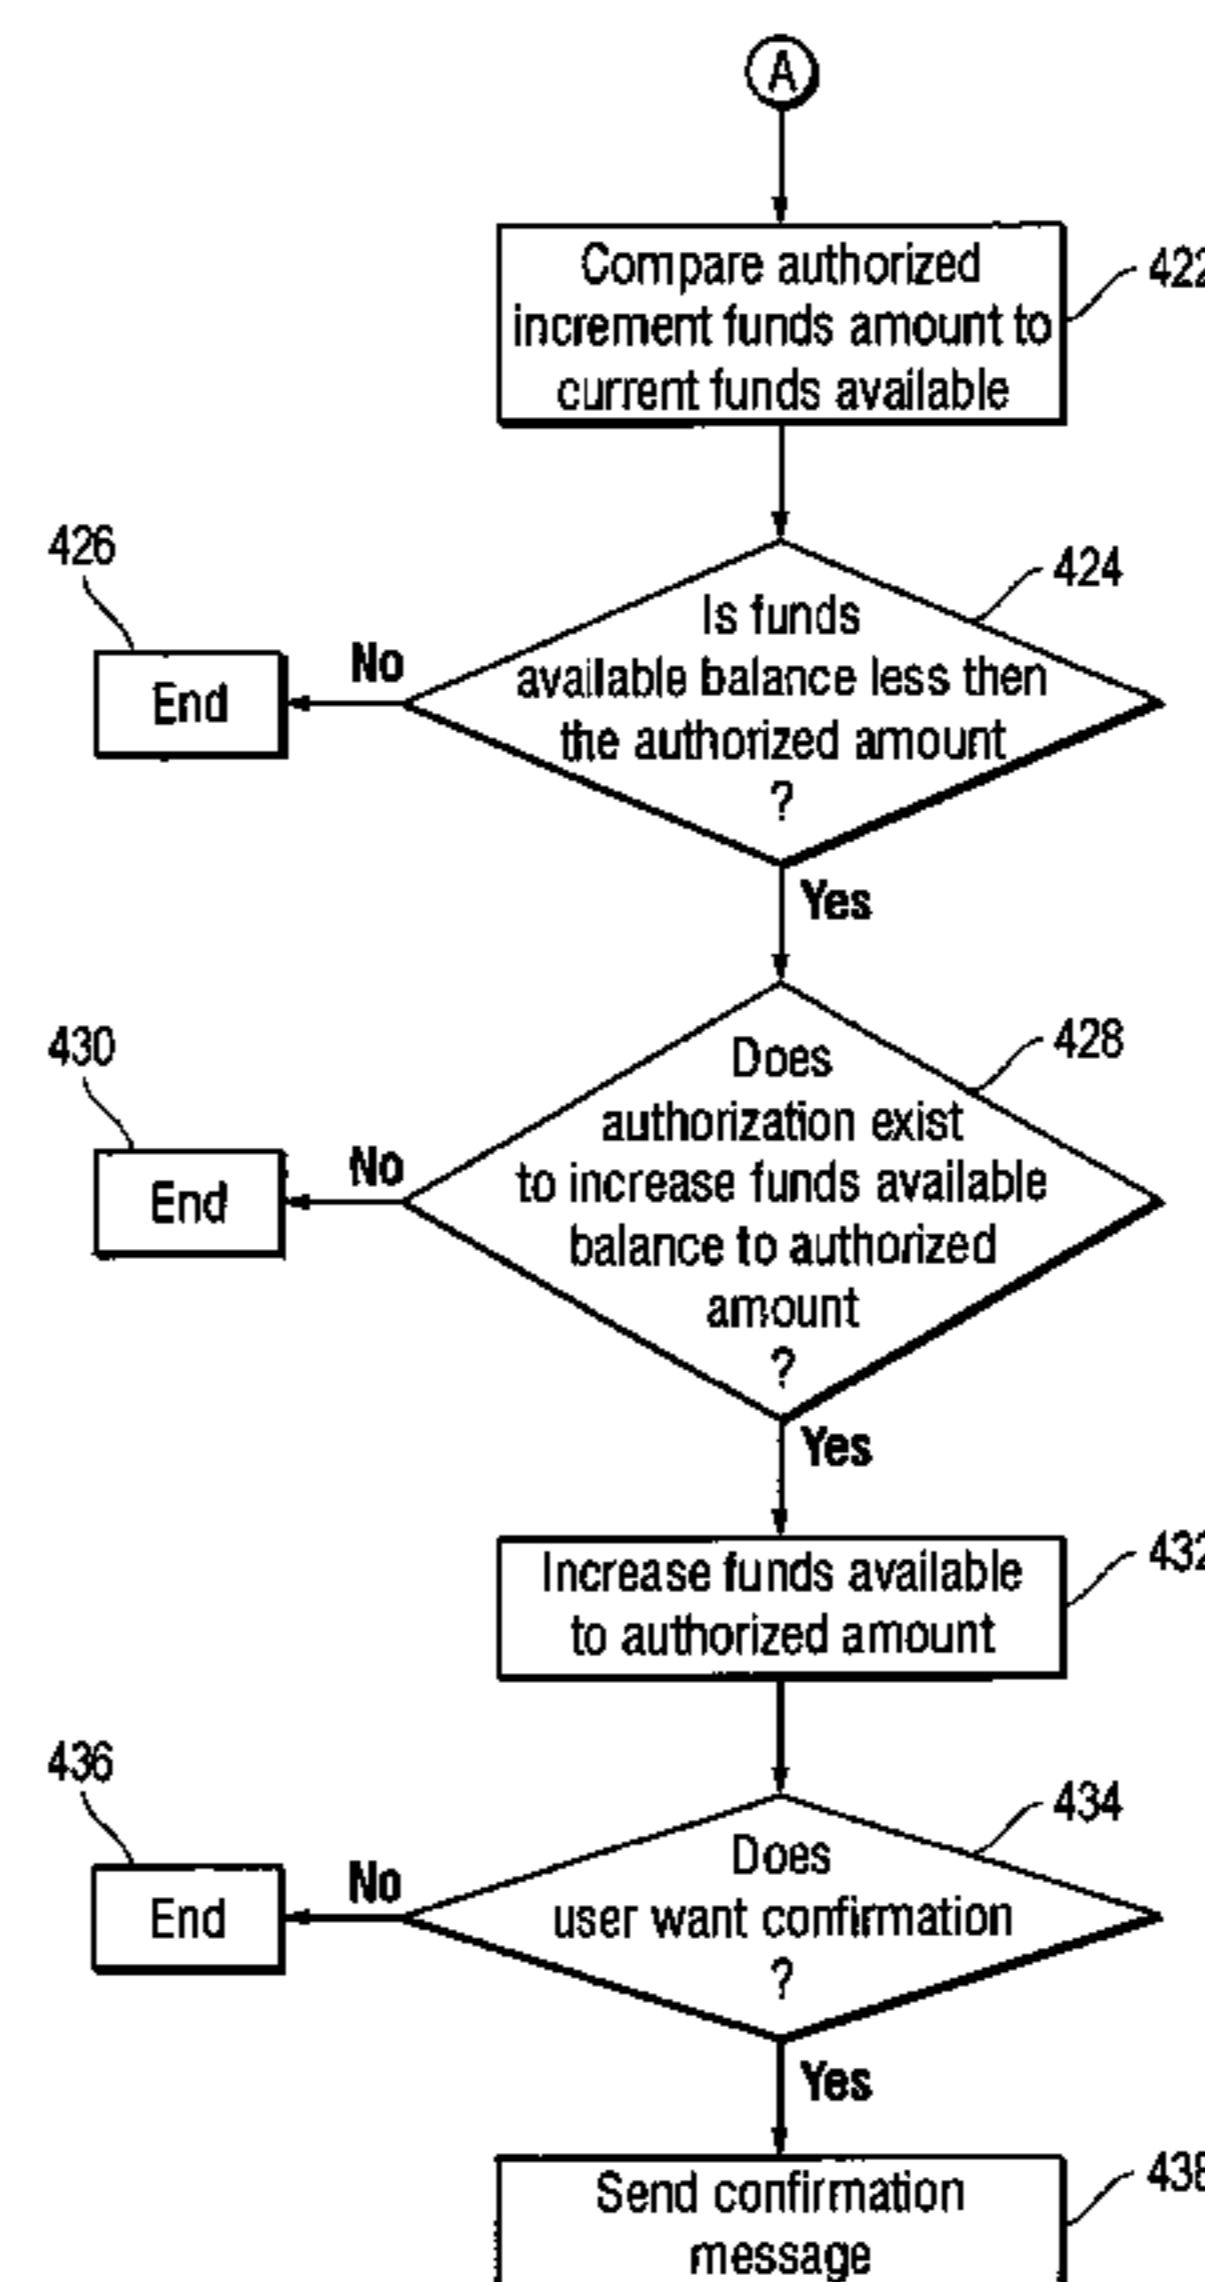 A
Compare authorized
increment funds amount to
current funds available
422
426
424
Is funds
available balance less then
the authorized amount
?
No
End
Yes
430
428
Does
authorization exist
to increase funds available
balance to authorized
amount
?
No
End
Yes
Increase funds available
to authorized amount
432
436
434
Does
user want confirmation
?
No
End
Yes
Send confirmation
message
438